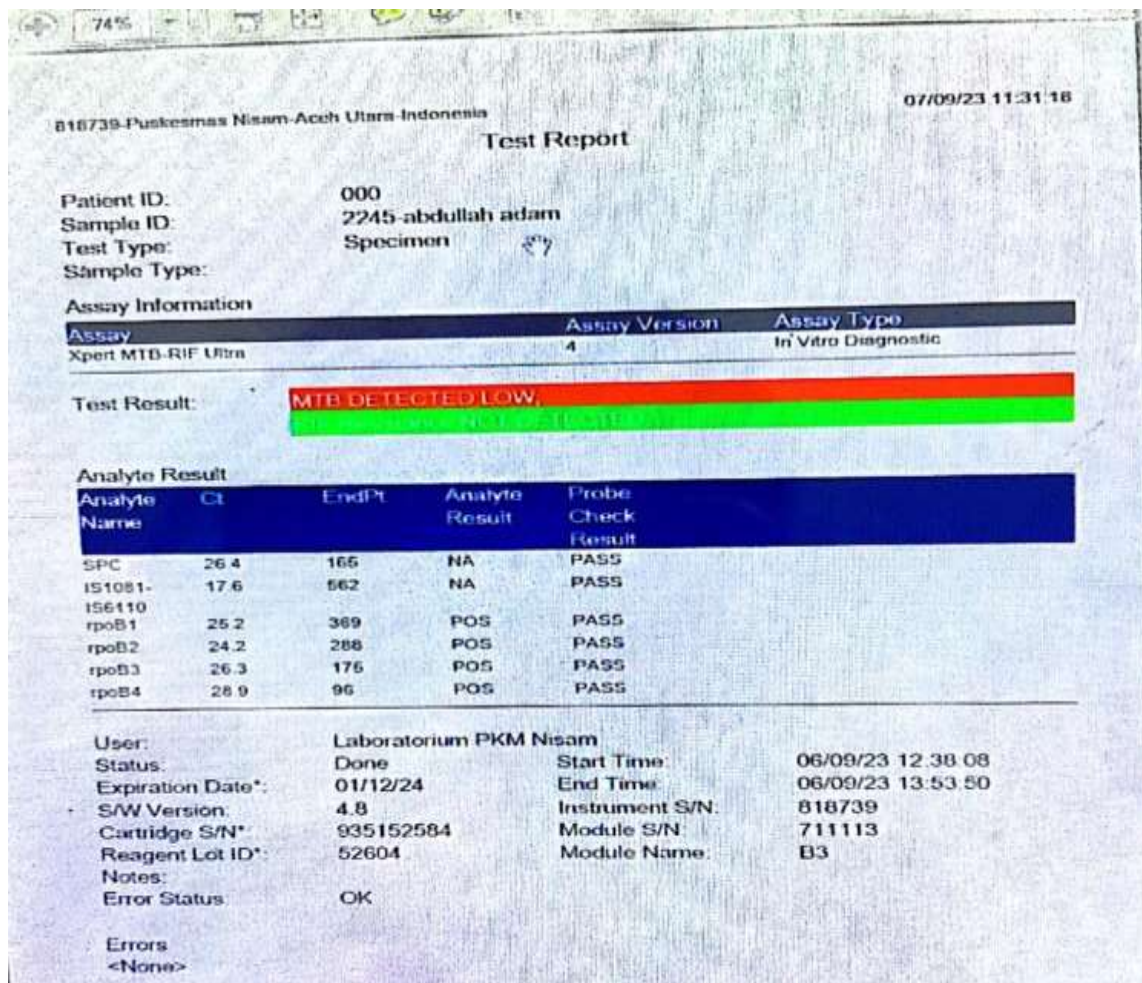 74%
818739-Puskesmas Nisam-Aceh Utara-Indonesia 07/09/23 11:31:16
Test Report
Patient ID: 000
Sample ID: 2245-abdullah adam
Test Type: Specimen
Sample Type:
Assay Information
Assay Assay Version Assay Type
Xpert MTB-RIF Ultra 4 In Vitro Diagnostic
Test Result: MTB DETECTED LOW,
NOT
Analyte Result
Analyte Ct EndPt Analyte Probe
Name Result Check
Result
SPC 26.4 165 NA PASS
IS1081- 17.6 562 NA PASS
IS6110
rpoB1 25.2 369 POS PASS
rpoB2 24.2 288 POS PASS
rpoB3 26.3 175 POS PASS
rpoB4 28.9 96 POS PASS
User: Laboratorium PKM Nisam
Status: Done Start Time: 06/09/23 12:38:08
Expiration Date*: 01/12/24 End Time: 06/09/23 13:53:50
S/W Version: 4.8 Instrument S/N: 818739
Cartridge S/N*: 935152584 Module S/N: 711113
Reagent Lot ID*: 52604 Module Name: B3
Notes:
Error Status: OK
Errors
<None>